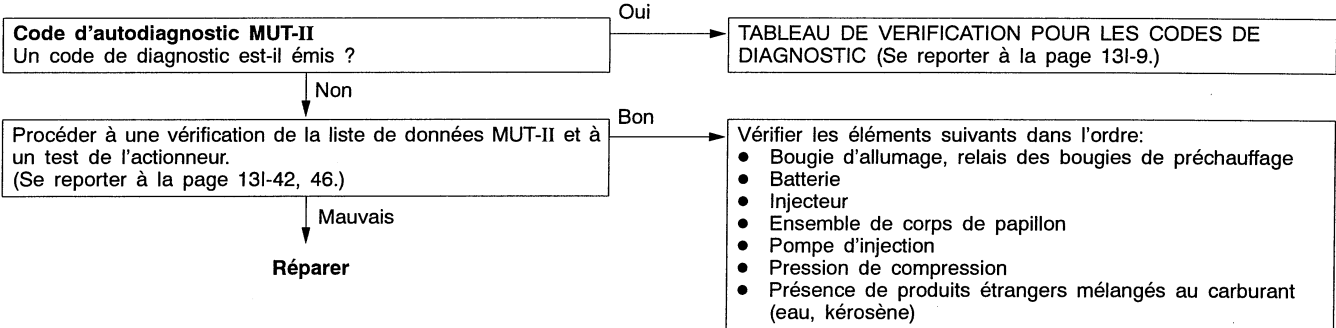 Code d'autodiagnostic MUT-II
Un code de diagnostic est-il émis ?
Oui
TABLEAU DE VERIFICATION POUR LES CODES DE
DIAGNOSTIC (Se reporter à la page 13I-9.)
Non
Procéder à une vérification de la liste de données MUT-II et à
un test de l'actionneur.
(Se reporter à la page 13I-42, 46.)
Bon
Vérifier les éléments suivants dans l'ordre:
● Bougie d'allumage, relais des bougies de préchauffage
● Batterie
● Injecteur
● Ensemble de corps de papillon
● Pompe d'injection
● Pression de compression
● Présence de produits étrangers mélangés au carburant
(eau, kérosène)
Mauvais
Réparer